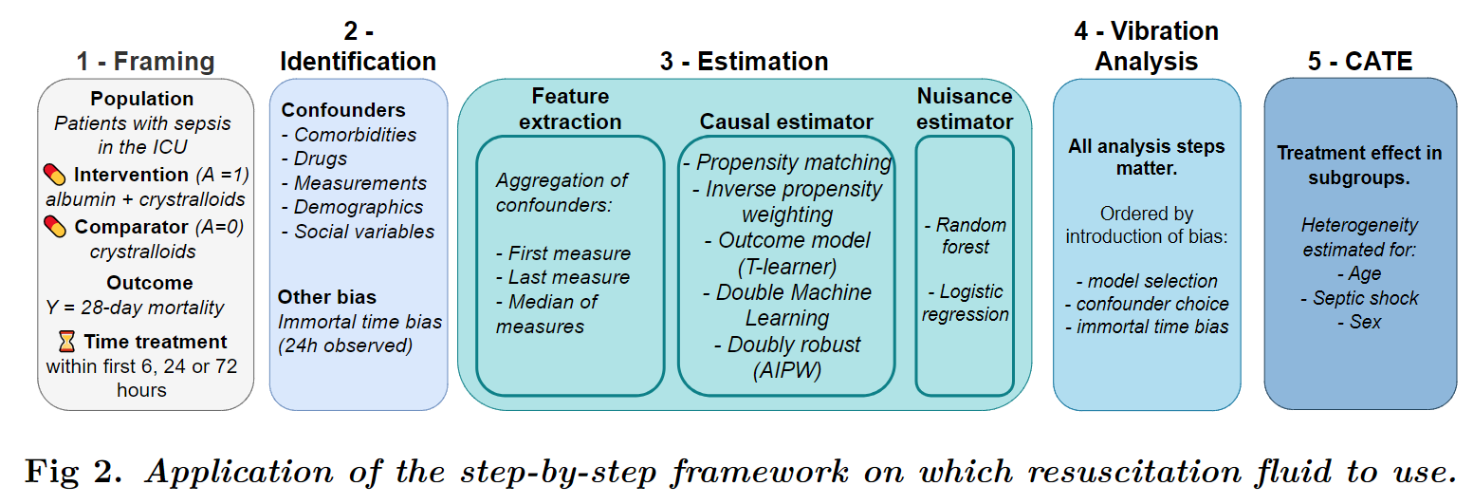 1 - Framing
Population
Patients with sepsis
in the ICU
Intervention (A =1)
albumin + crystralloids
Comparator (A=0)
crystralloids
Outcome
Y = 28-day mortality
Time treatment
within first 6, 24 or 72
hours
2 -
Identification
Confounders
- Comorbidities
- Drugs
- Measurements
- Demographics
- Social variables
Other bias
Immortal time bias
(24h observed)
3 - Estimation
Feature
extraction
Aggregation of
confounders:
- First measure
- Last measure
- Median of
measures
Causal estimator
- Propensity matching
- Inverse propensity
weighting
- Outcome model
(T-learner)
- Double Machine
Learning
- Doubly robust
(AIPW)
Nuisance
estimator
- Random
forest
- Logistic
regression
4 - Vibration
Analysis
All analysis steps
matter.
Ordered by
introduction of bias:
- model selection
- confounder choice
- immortal time bias
5 - CATE
Treatment effect in
subgroups.
Heterogeneity
estimated for:
- Age
- Septic shock
- Sex
Fig 2. Application of the step-by-step framework on which resuscitation fluid to use.